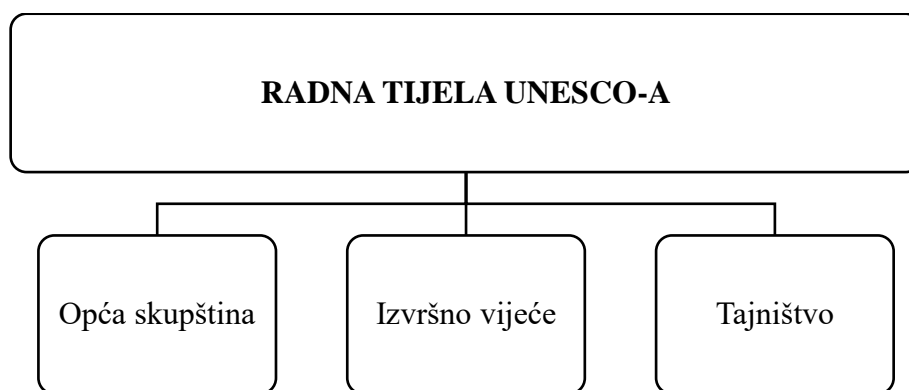 RADNA TIJELA UNESCO-A
Opća skupština
Izvršno vijeće
Tajništvo